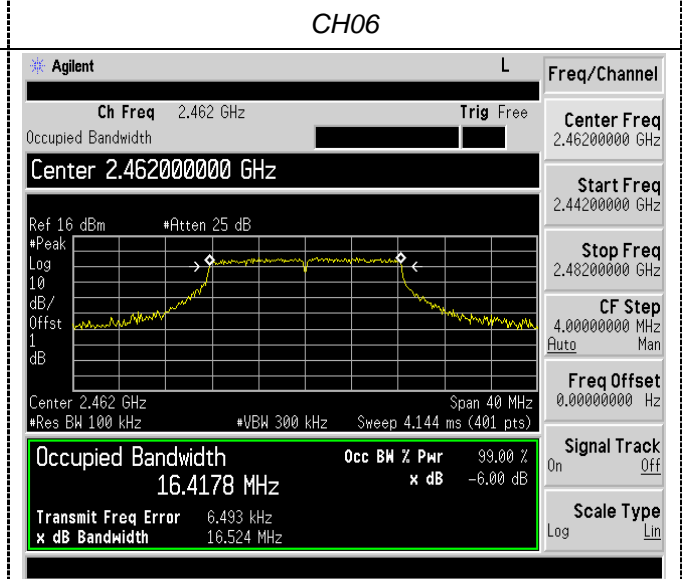 CH06
Agilent L
Freq/Channel
Ch Freq 2.462 GHz Trig Free
Occupied Bandwidth
Center 2.462000000 GHz
Center Freq
2.46200000 GHz
Start Freq
2.44200000 GHz
Stop Freq
2.48200000 GHz
CF Step
4.00000000 MHz
Auto Man
Freq Offset
0.00000000 Hz
Signal Track
On Off
Scale Type
Log Lin
Ref 16 dBm #Atten 25 dB
#Peak
Log
10
dB/
Offst
1
dB
Center 2.462 GHz Span 40 MHz
#Res BW 100 kHz #VBW 300 kHz Sweep 4.144 ms (401 pts)
Occupied Bandwidth Occ BW % Pwr 99.00 %
16.4178 MHz x dB -6.00 dB
Transmit Freq Error 6.493 kHz
x dB Bandwidth 16.524 MHz